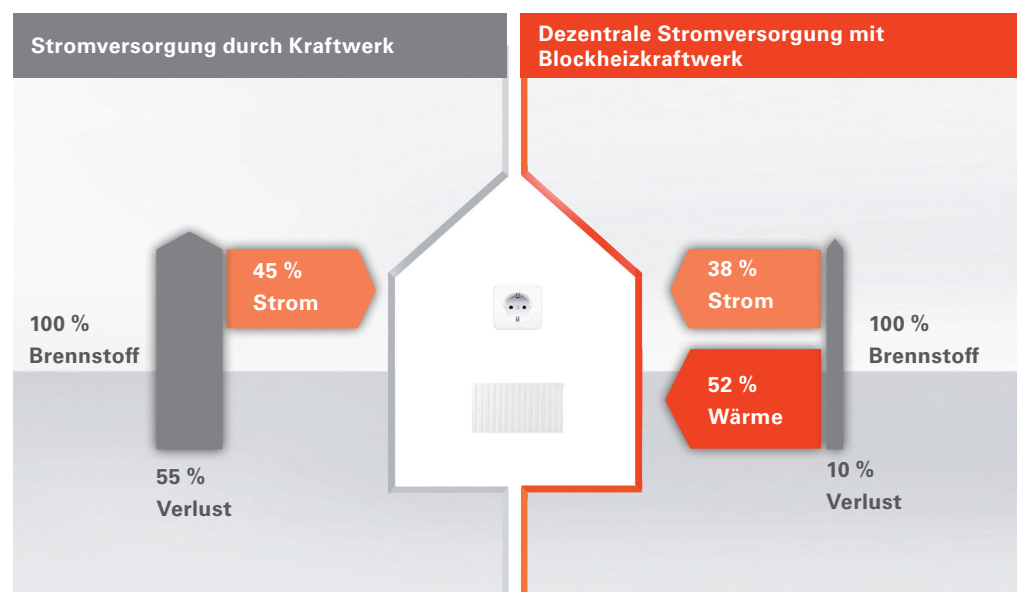 Stromversorgung durch Kraftwerk
Dezentrale Stromversorgung mit
Blockheizkraftwerk
45 %
Strom
100 %
Brennstoff
55 %
Verlust
38 %
Strom
100 %
Brennstoff
52 %
Wärme
10 %
Verlust